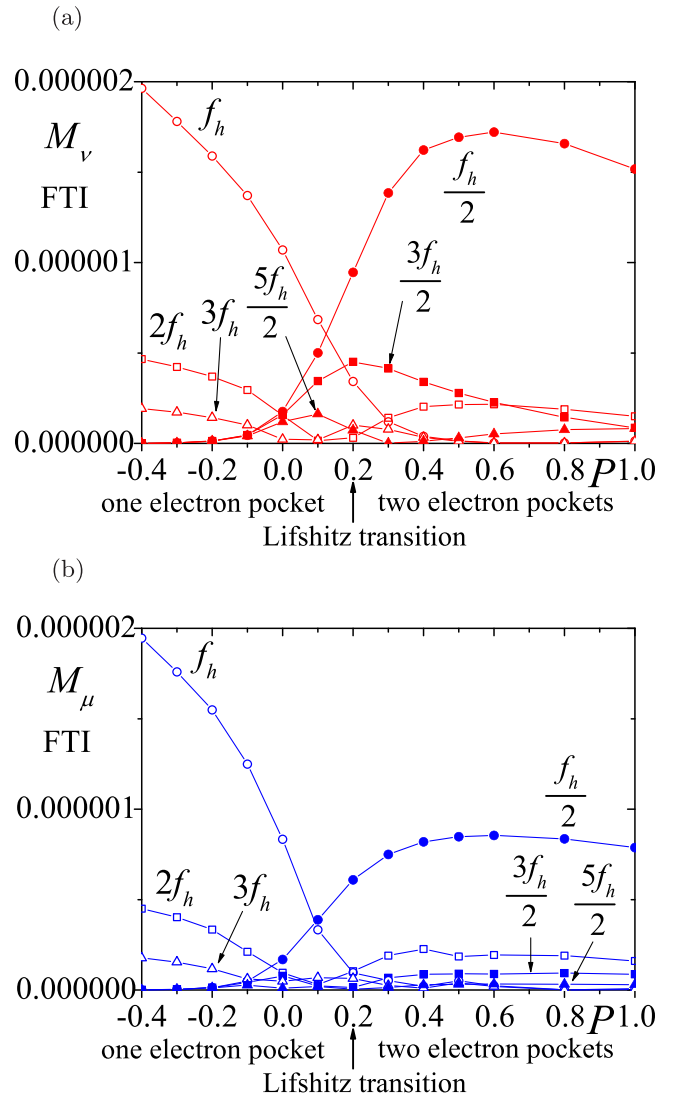 (a)
0.000002
f_h
M_ν
f_h/2
FTI
0.000001
3f_h/2
5f_h/2
2f_h
3f_h
0.000000
-0.4 -0.2 0.0 0.2 0.4 0.6 0.8 P 1.0
one electron pocket two electron pockets
Lifshitz transition
(b)
0.000002
f_h
M_μ
FTI
f_h/2
0.000001
2f_h
3f_h
3f_h/2
5f_h/2
0.000000
-0.4 -0.2 0.0 0.2 0.4 0.6 0.8 P 1.0
one electron pocket two electron pockets
Lifshitz transition